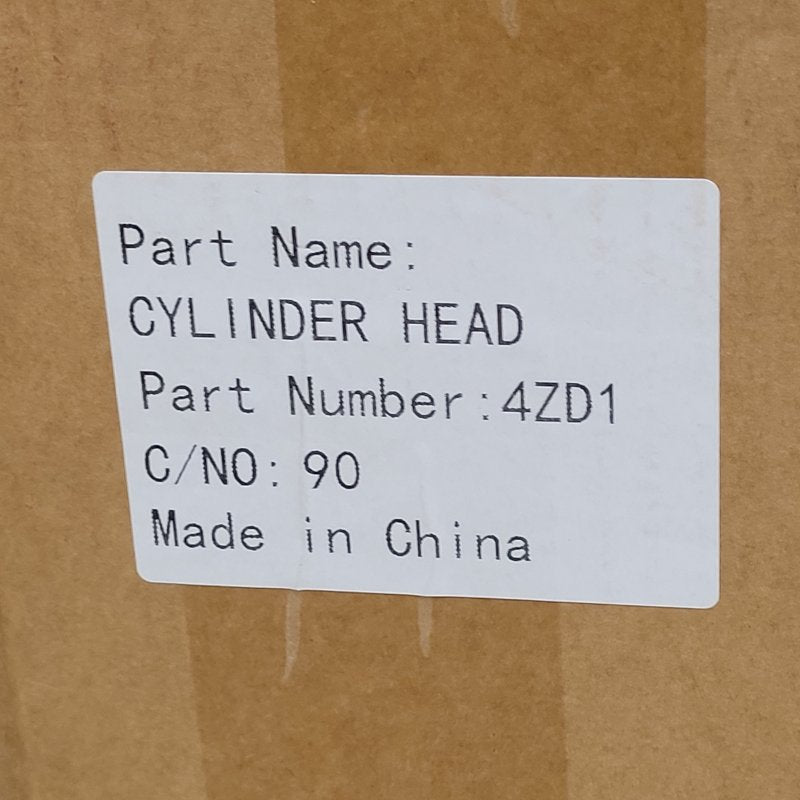 Part Name:
CYLINDER HEAD
Part Number:4ZD1
C/NO: 90
Made in China